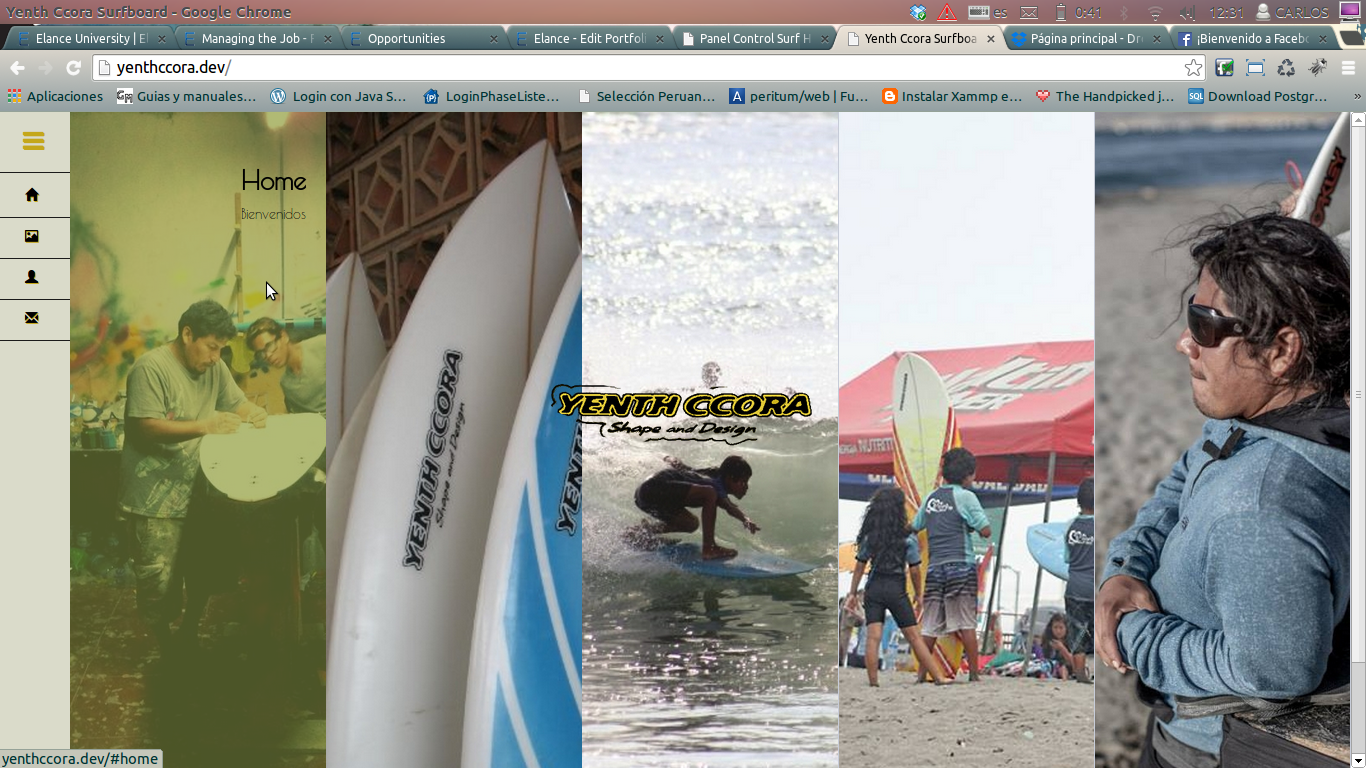 Yenth Ccora Surfboard - Google Chrome
es
0:41
12:31
CARLOS
Elance University | El
Managing the Job - F
Opportunities
Elance - Edit Portfoli
Panel Control Surf H
Yenth Ccora Surfboa
Página principal - Dro
¡Bienvenido a Facebo
yenthccora.dev/
Aplicaciones
Guias y manuales...
Login con Java S...
LoginPhaseListe...
Selección Peruan...
peritum/web | Fu...
Instalar Xammp e...
The Handpicked j...
Download Postgr...
»
Home
Bienvenidos
YENTH CCORA
Shape and Design
YENTH CCORA
Shape and Design
yenthccora.dev/#home